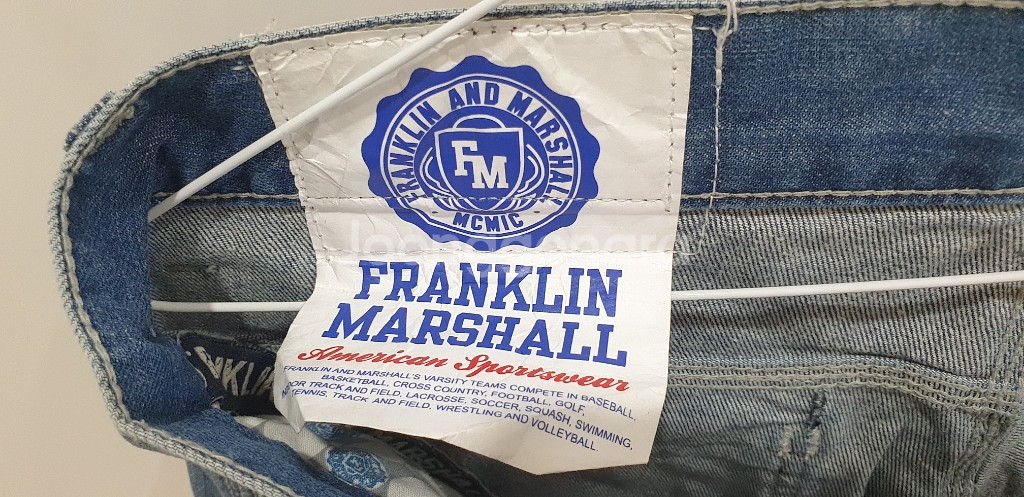 FRANKLIN AND MARSHALL
FM
MCMIC
FRANKLIN
MARSHALL
American Sportswear
FRANKLIN AND MARSHALL'S VARSITY TEAMS COMPETE IN BASEBALL,
BASKETBALL, CROSS COUNTRY, FOOTBALL, GOLF,
TRACK AND FIELD, LACROSSE, SOCCER, SQUASH, SWIMMING,
TENNIS, TRACK AND FIELD, WRESTLING AND VOLLEYBALL.